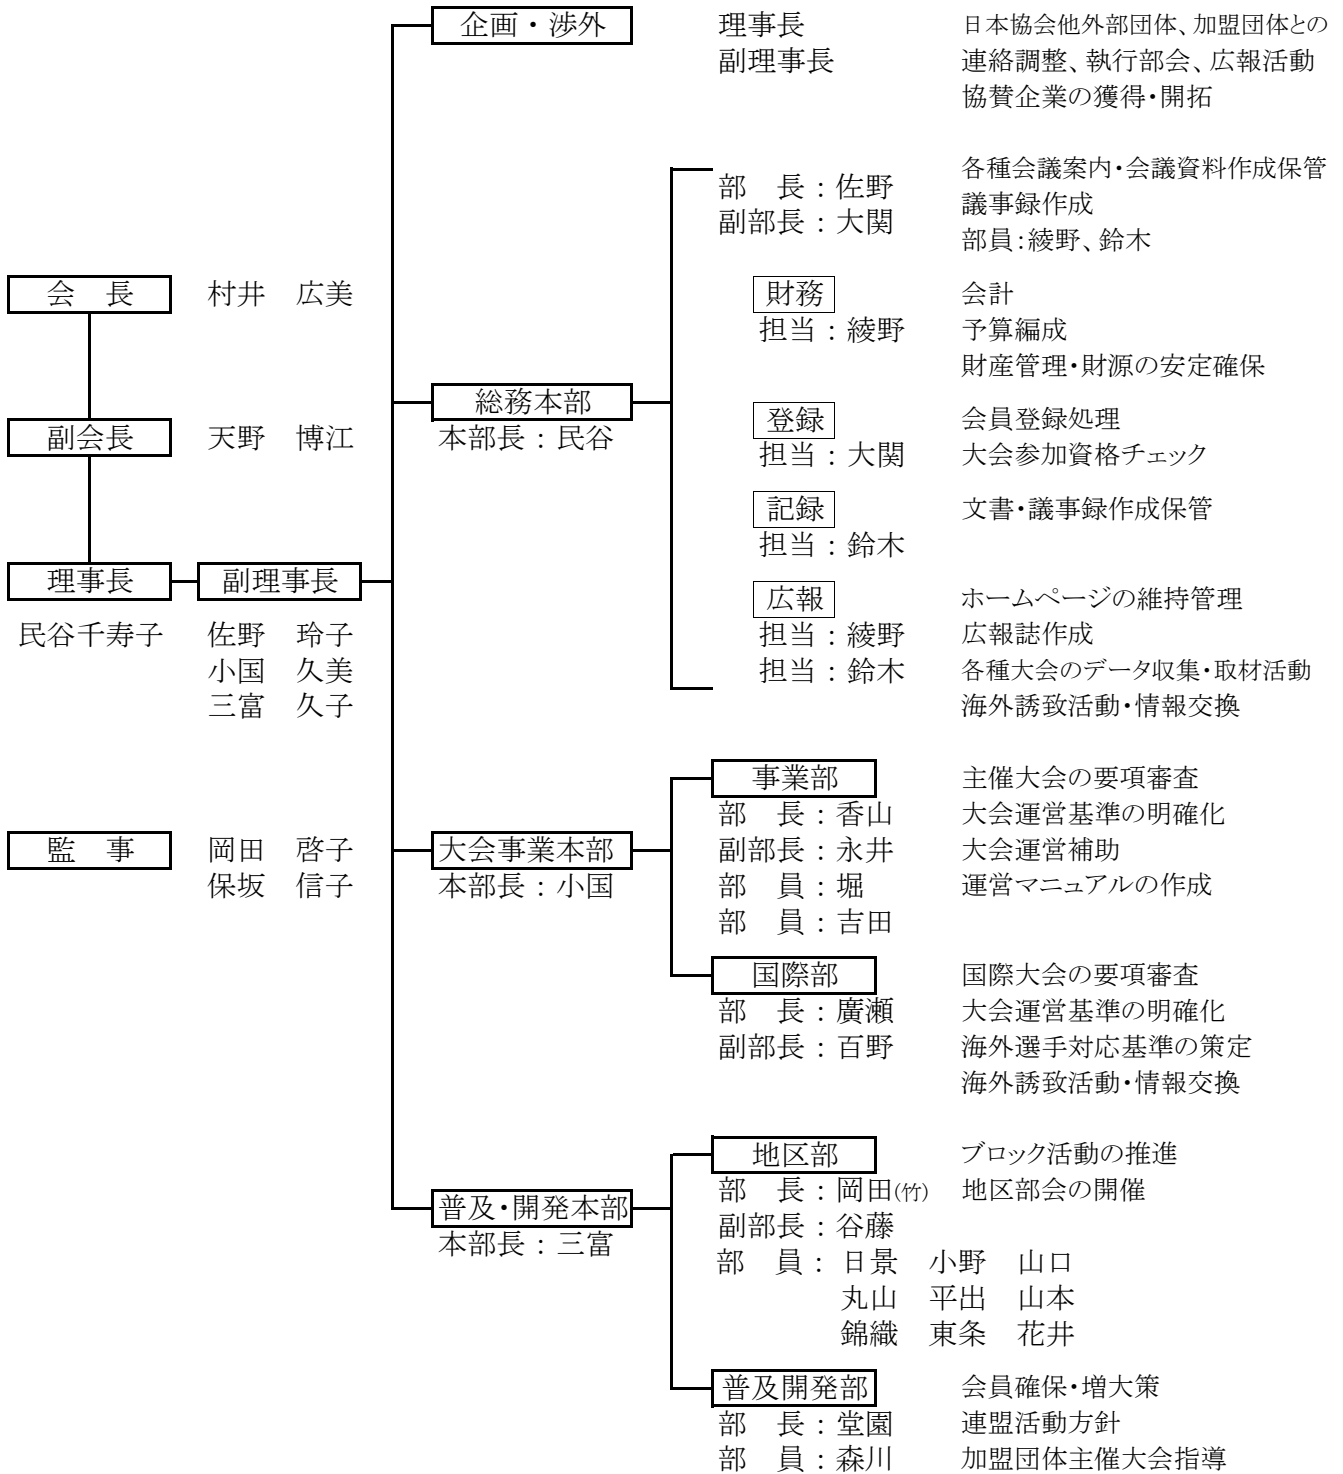 企画・渉外　理事長　日本協会他外部団体、加盟団体との
副理事長　連絡調整、執行部会、広報活動
協賛企業の獲得・開拓
各種会議案内・会議資料作成保管
部　長：佐野　議事録作成
副部長：大関
部員：綾野、鈴木
会　長　村井　広美　財務　会計
担当：綾野　予算編成
財産管理・財源の安定確保
総務本部
副会長　天野　博江　本部長：民谷　登録　会員登録処理
担当：大関　大会参加資格チェック
記録　文書・議事録作成保管
担当：鈴木
理事長　副理事長　広報　ホームページの維持管理
民谷千寿子　佐野　玲子　担当：綾野　広報誌作成
小国　久美　担当：鈴木　各種大会のデータ収集・取材活動
三富　久子　海外誘致活動・情報交換
事業部　主催大会の要項審査
部　長：香山　大会運営基準の明確化
監　事　岡田　啓子　大会事業本部　副部長：永井　大会運営補助
保坂　信子　本部長：小国　部　員：堀　運営マニュアルの作成
部　員：吉田
国際部　国際大会の要項審査
部　長：廣瀬　大会運営基準の明確化
副部長：百野　海外選手対応基準の策定
海外誘致活動・情報交換
地区部　ブロック活動の推進
部　長：岡田(竹)　地区部会の開催
普及・開発本部　副部長：谷藤
本部長：三富　部　員：日景　小野　山口
丸山　平出　山本
錦織　東条　花井
普及開発部　会員確保・増大策
部　長：堂園　連盟活動方針
部　員：森川　加盟団体主催大会指導